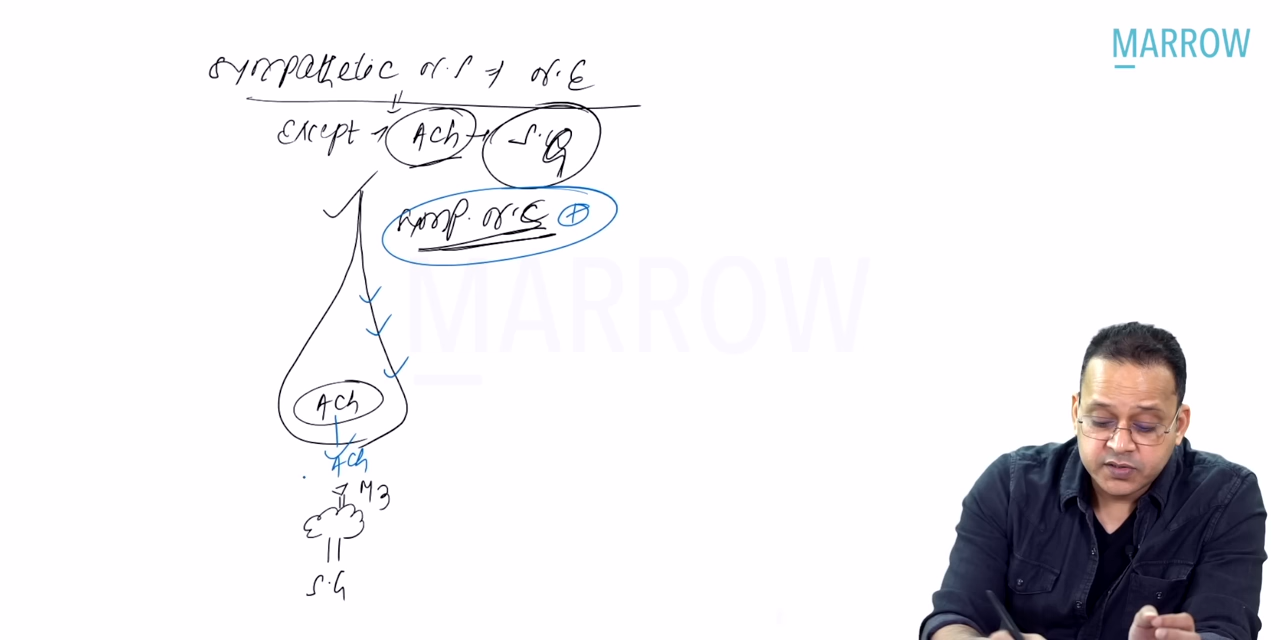 MARROW
Sympathetic N.S → N.E
Except → ACh → S.G
Symp. N.E +
MARROW
ACh
ACh
M3
S.G